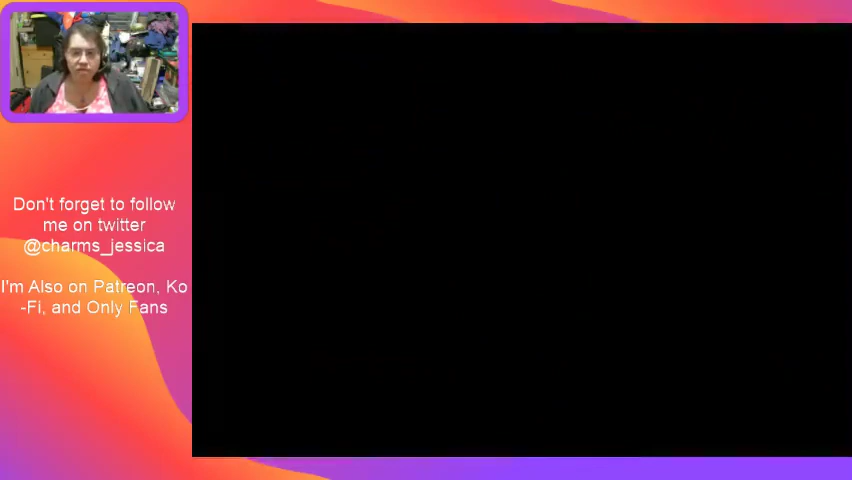 Don't forget to follow
me on twitter
@charms_jessica
I'm Also on Patreon, Ko
-Fi, and Only Fans